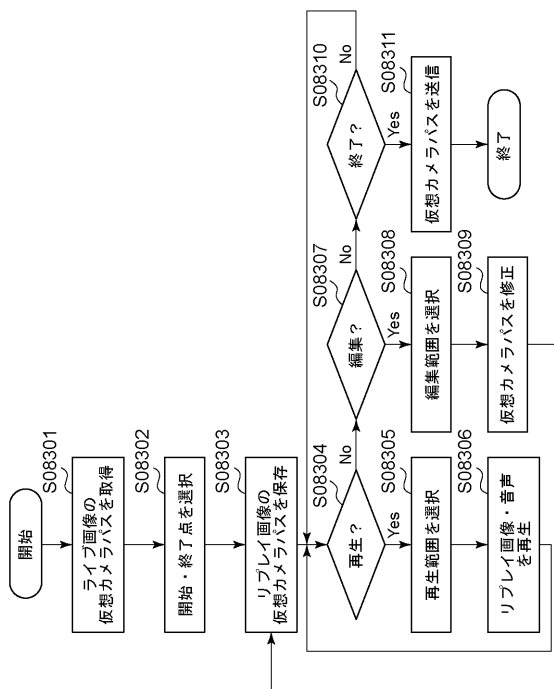 開始
S08301
ライブ画像の
仮想カメラパスを取得
S08302
開始・終了点を選択
S08303
リプレイ画像の
仮想カメラパスを保存
S08304
再生？
No
Yes
S08305
再生範囲を選択
S08306
リプレイ画像・音声
を再生
S08307
編集？
No
Yes
S08308
編集範囲を選択
S08309
仮想カメラパスを修正
S08310
終了？
No
Yes
S08311
仮想カメラパスを送信
終了